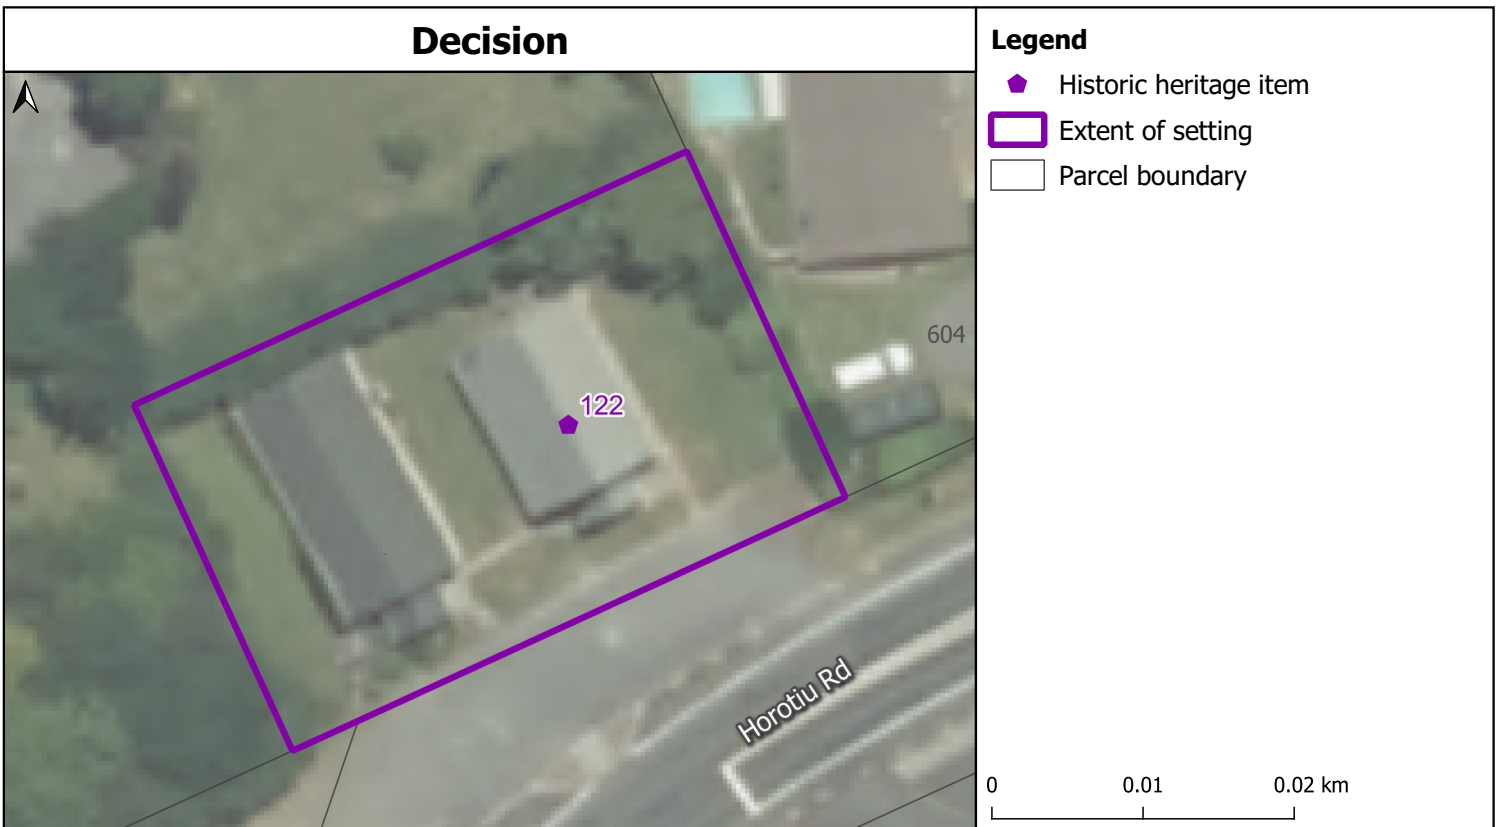 Decision
122
604
Horotiu Rd
Legend
Historic heritage item
Extent of setting
Parcel boundary
0 0.01 0.02 km